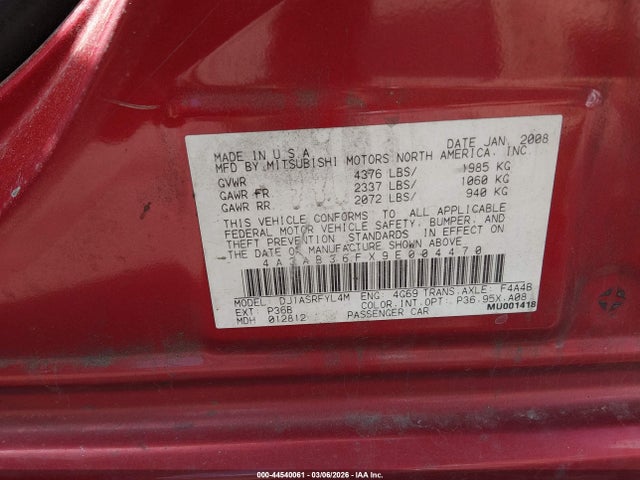 MADE IN U.S.A. DATE JAN, 2008
MFD BY MITSUBISHI MOTORS NORTH AMERICA, INC.
GVWR 4376 LBS/ 1985 KG
GAWR FR. 2337 LBS/ 1060 KG
GAWR RR. 2072 LBS/ 940 KG
THIS VEHICLE CONFORMS TO ALL APPLICABLE
FEDERAL MOTOR VEHICLE SAFETY, BUMPER, AND
THEFT PREVENTION STANDARDS IN EFFECT ON
THE DATE OF MANUFACTURE SHOWN ABOVE
4A3AB36FX9E004470
MODEL: DJ1ASRFYL4M ENG: 4G69 TRANS.AXLE: F4A4B
EXT: P36B COLOR.INT.OPT: P36.95X.A08
MDH 012812 PASSENGER CAR MU001418
000-44540061 | 03/06/2026 - IAA Inc.